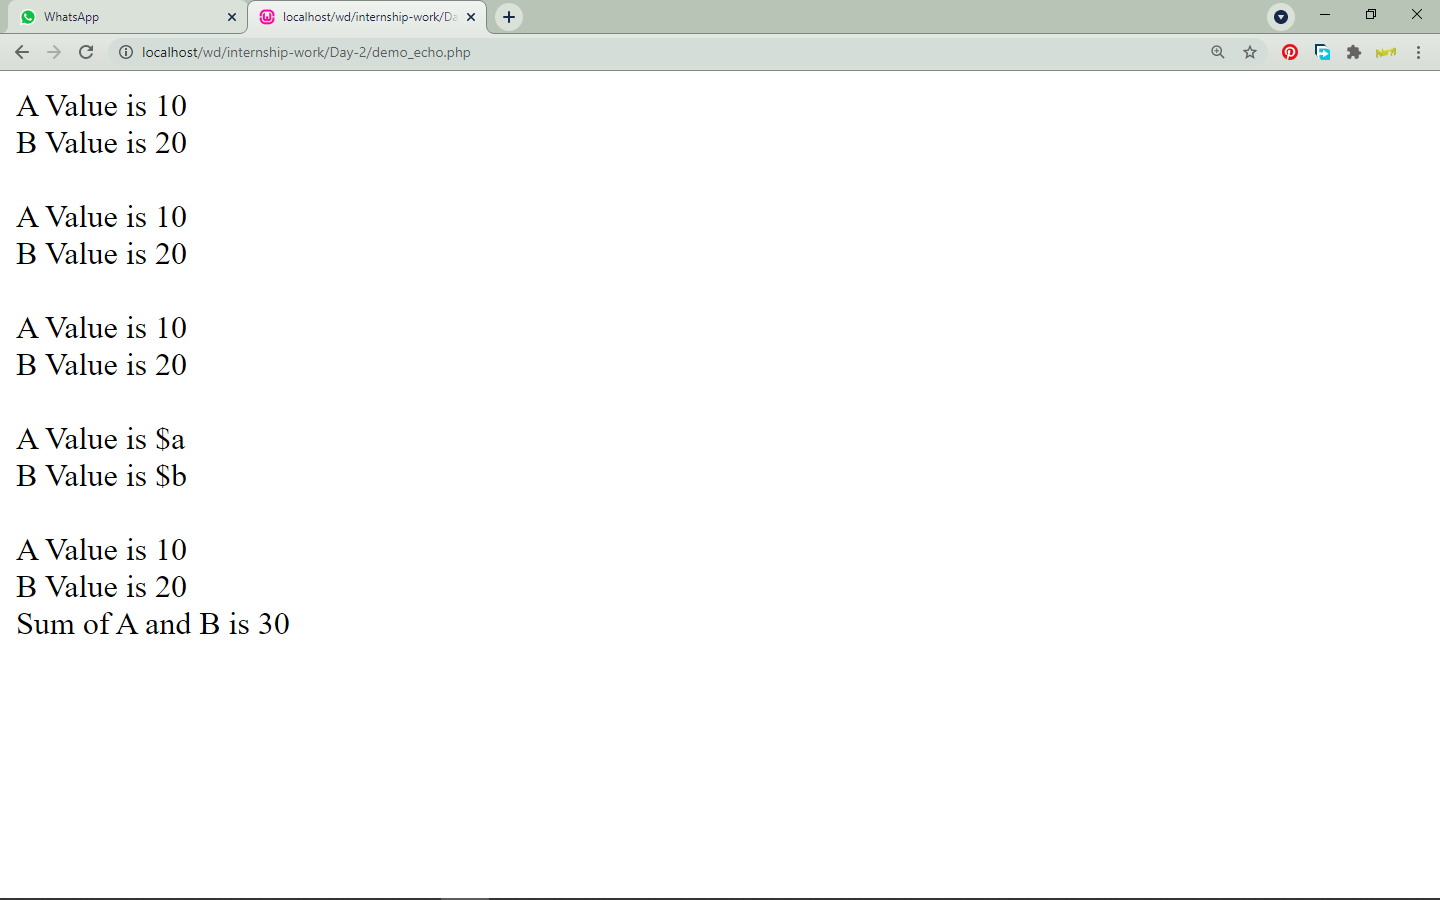 WhatsApp
localhost/wd/internship-work/Da
localhost/wd/internship-work/Day-2/demo_echo.php
A Value is 10
B Value is 20
A Value is 10
B Value is 20
A Value is 10
B Value is 20
A Value is $a
B Value is $b
A Value is 10
B Value is 20
Sum of A and B is 30